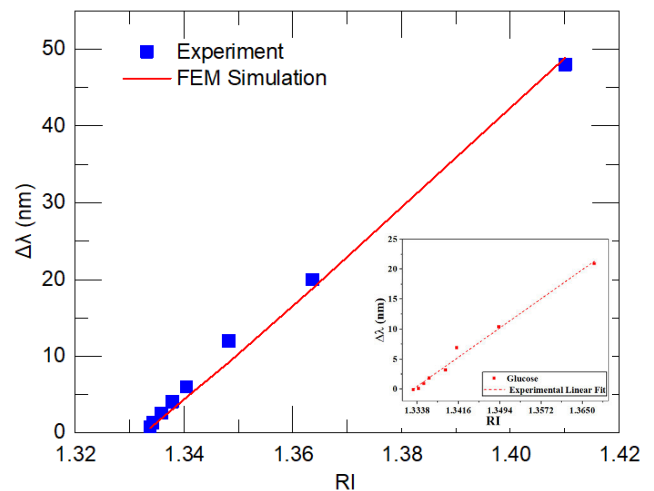 50
40
30
20
10
0
Δλ (nm)
Experiment
FEM Simulation
1.32
1.34
1.36
1.38
1.40
1.42
RI
25
20
15
10
5
0
Δλ (nm)
Glucose
Experimental Linear Fit
1.3338
1.3416
1.3494
1.3572
1.3650
RI